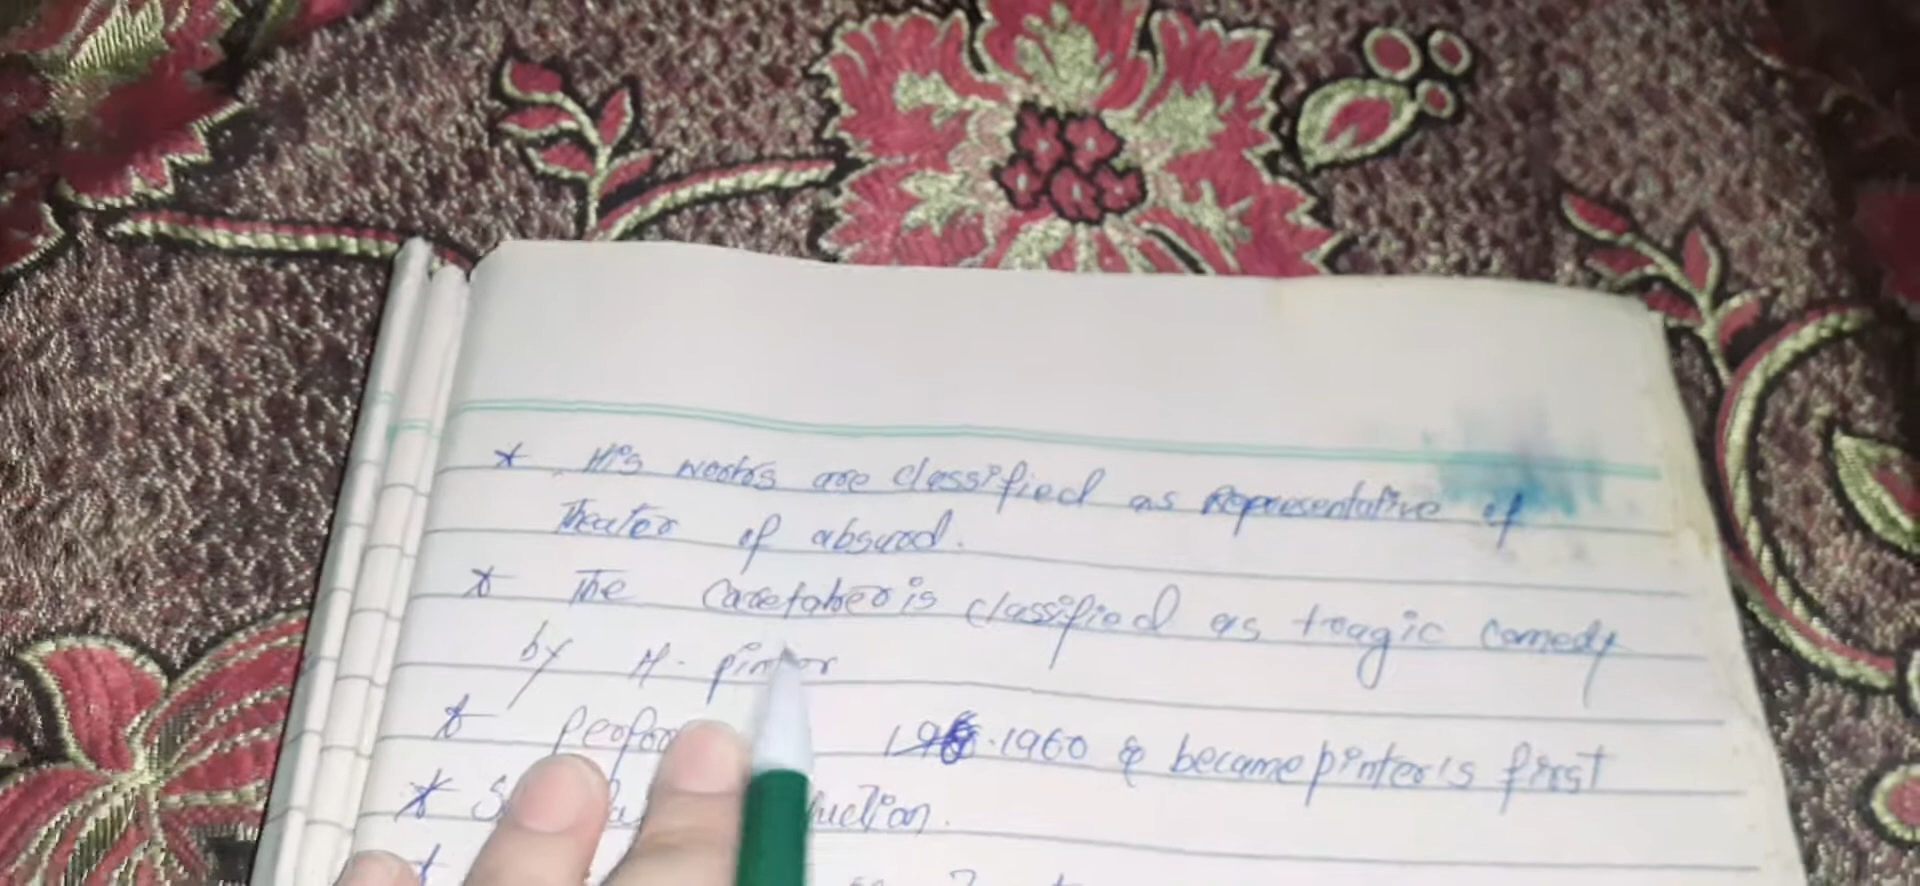 * His works are classified as Representative of
Theater of absurd.
* The Caretaker is classified as tragic comedy
by H. pinter
* 1960 & became pinter's first
*